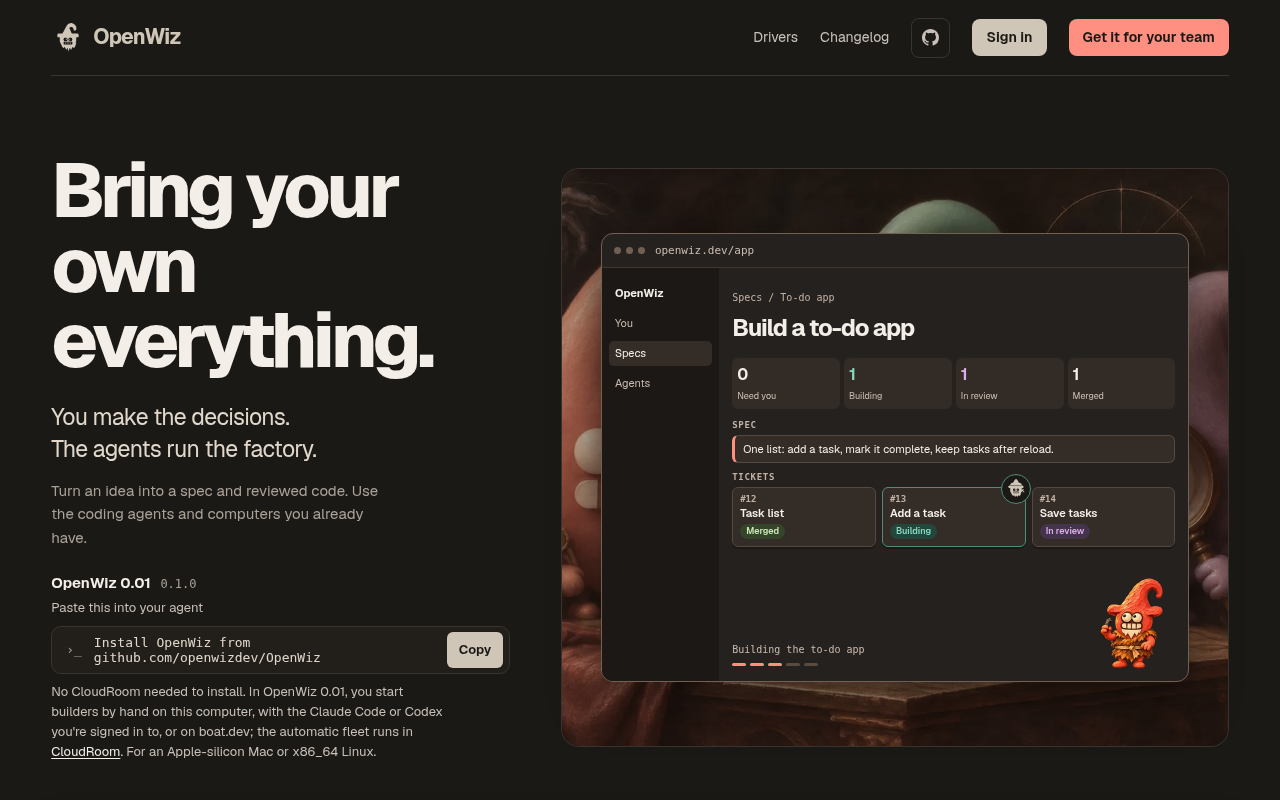 OpenWiz
Drivers
Changelog
Sign in
Get it for your team
Bring your
own
everything.
You make the decisions.
The agents run the factory.
Turn an idea into a spec and reviewed code. Use
the coding agents and computers you already
have.
OpenWiz 0.01 0.1.0
Paste this into your agent
›_ Install OpenWiz from
github.com/openwizdev/OpenWiz
Copy
No CloudRoom needed to install. In OpenWiz 0.01, you start
builders by hand on this computer, with the Claude Code or Codex
you're signed in to, or on boat.dev; the automatic fleet runs in
CloudRoom. For an Apple-silicon Mac or x86_64 Linux.
openwiz.dev/app
OpenWiz
You
Specs
Agents
Specs / To-do app
Build a to-do app
0
Need you
1
Building
1
In review
1
Merged
SPEC
One list: add a task, mark it complete, keep tasks after reload.
TICKETS
#12
Task list
Merged
#13
Add a task
Building
#14
Save tasks
In review
Building the to-do app